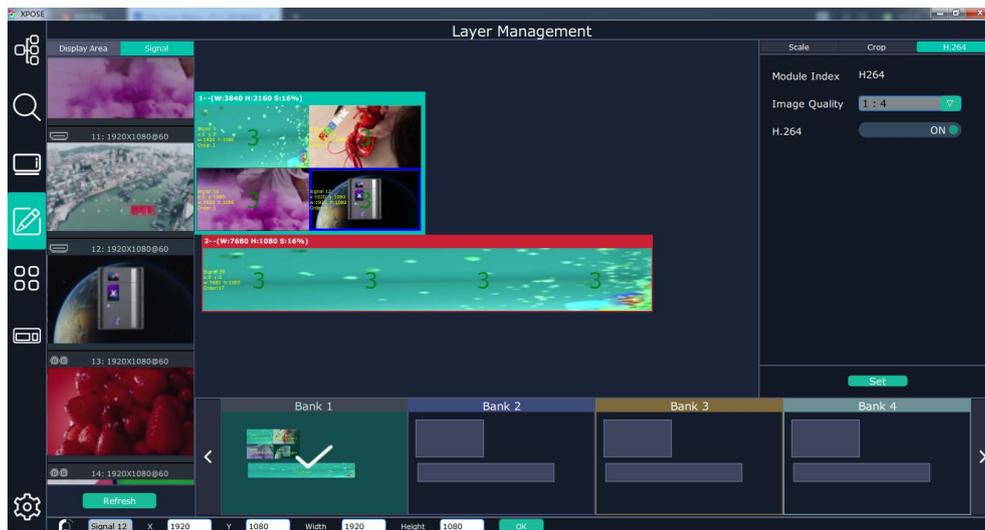 XPOSE
Layer Management
Display Area
Signal
Scale
Crop
H.264
Module Index
H264
Image Quality
1 : 4
H.264
ON
Set
11: 1920X1080@60
12: 1920X1080@60
13: 1920X1080@60
14: 1920X1080@60
Refresh
1--(W:3840 H:2160 S:16%)
3
3
3
3
2--(W:7680 H:1080 S:16%)
3
3
3
3
Bank 1
Bank 2
Bank 3
Bank 4
Signal 12
X
1920
Y
1080
Width
1920
Height
1080
OK